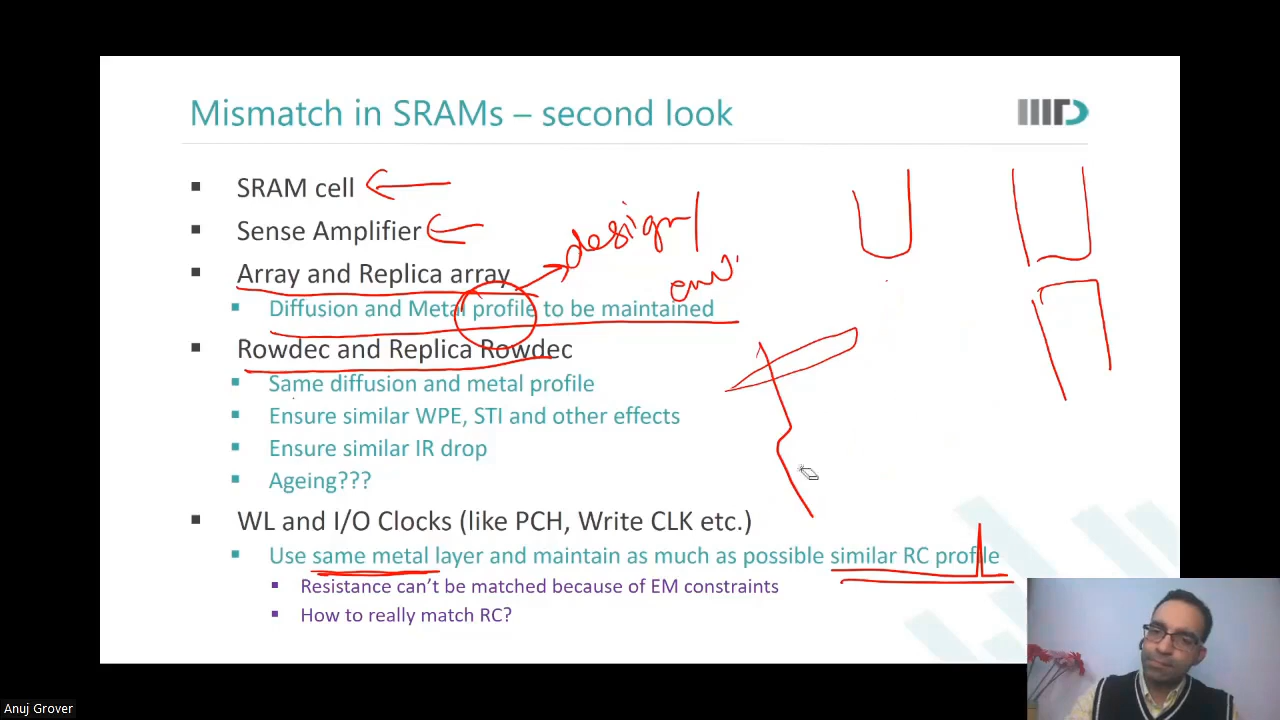 Mismatch in SRAMs – second look
SRAM cell
Sense Amplifier
design/
env.
Array and Replica array
Diffusion and Metal profile to be maintained
Rowdec and Replica Rowdec
Same diffusion and metal profile
Ensure similar WPE, STI and other effects
Ensure similar IR drop
Ageing???
WL and I/O Clocks (like PCH, Write CLK etc.)
Use same metal layer and maintain as much as possible similar RC profile
Resistance can't be matched because of EM constraints
How to really match RC?
Anuj Grover